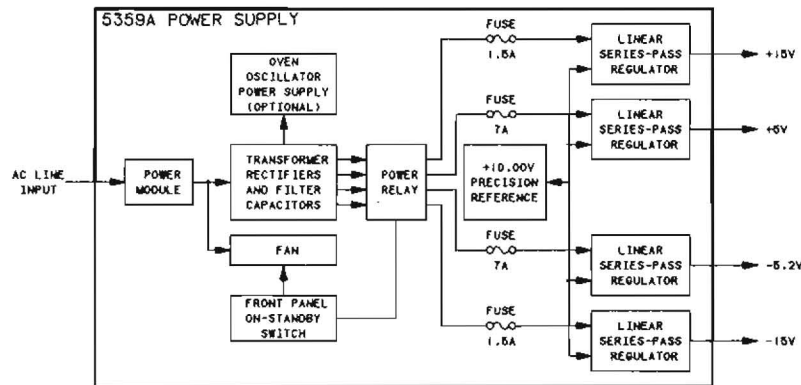 5359A POWER SUPPLY
OVEN
OSCILLATOR
POWER SUPPLY
(OPTIONAL)
AC LINE
INPUT
POWER
MODULE
TRANSFORMER
RECTIFIERS
AND FILTER
CAPACITORS
POWER
RELAY
FAN
FRONT PANEL
ON-STANDBY
SWITCH
FUSE
1.5A
FUSE
7A
+10.00V
PRECISION
REFERENCE
FUSE
7A
FUSE
1.5A
LINEAR
SERIES-PASS
REGULATOR
+15V
LINEAR
SERIES-PASS
REGULATOR
+5V
LINEAR
SERIES-PASS
REGULATOR
-5.2V
LINEAR
SERIES-PASS
REGULATOR
-15V